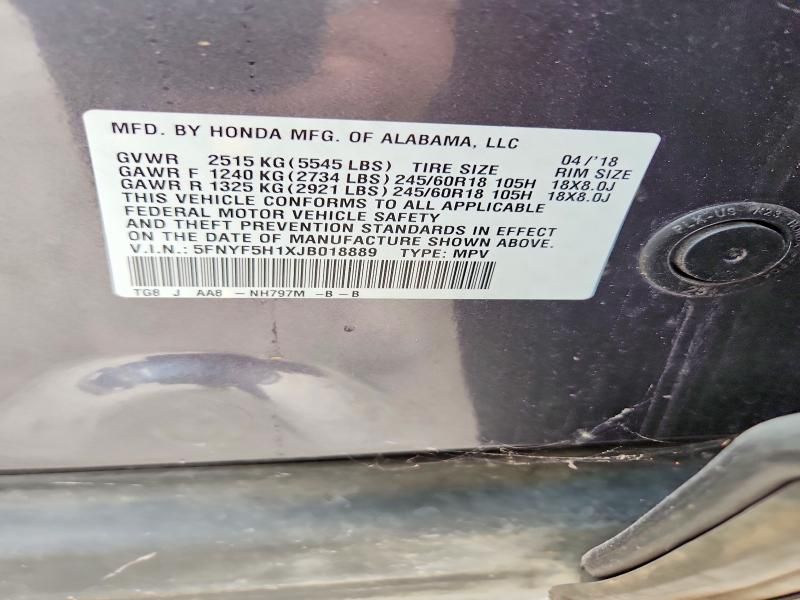 MFD. BY HONDA MFG. OF ALABAMA, LLC
GVWR 2515 KG (5545 LBS) TIRE SIZE 04/'18 RIM SIZE
GAWR F 1240 KG (2734 LBS) 245/60R18 105H 18X8.0J
GAWR R 1325 KG (2921 LBS) 245/60R18 105H 18X8.0J
THIS VEHICLE CONFORMS TO ALL APPLICABLE
FEDERAL MOTOR VEHICLE SAFETY
AND THEFT PREVENTION STANDARDS IN EFFECT
ON THE DATE OF MANUFACTURE SHOWN ABOVE.
V.I.N.: 5FNYF5H1XJB018889 TYPE: MPV
TG8 J AA8 - NH797M - B - B